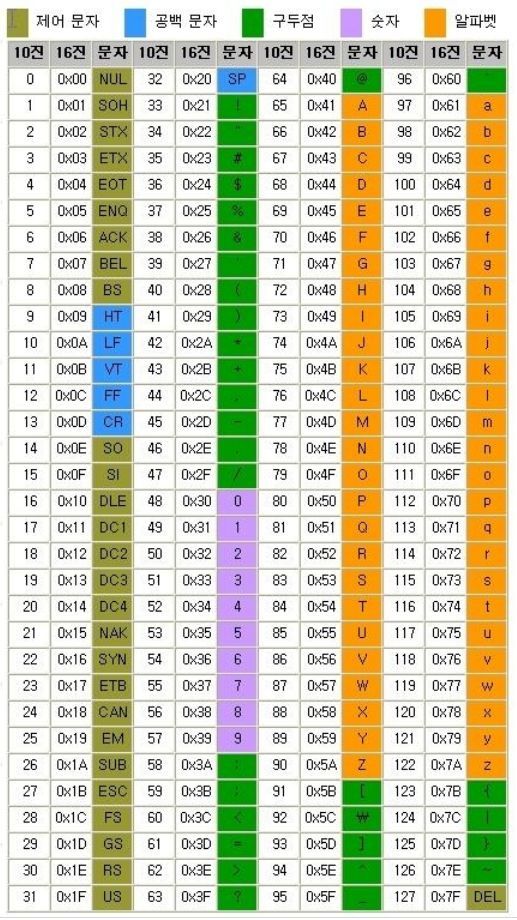 제어 문자 공백 문자 구두점 숫자 알파벳
10진 16진 문자 10진 16진 문자 10진 16진 문자 10진 16진 문자
0 0x00 NUL 32 0x20 SP 64 0x40 @ 96 0x60 `
1 0x01 SOH 33 0x21 ! 65 0x41 A 97 0x61 a
2 0x02 STX 34 0x22 " 66 0x42 B 98 0x62 b
3 0x03 ETX 35 0x23 # 67 0x43 C 99 0x63 c
4 0x04 EOT 36 0x24 $ 68 0x44 D 100 0x64 d
5 0x05 ENQ 37 0x25 % 69 0x45 E 101 0x65 e
6 0x06 ACK 38 0x26 & 70 0x46 F 102 0x66 f
7 0x07 BEL 39 0x27 ' 71 0x47 G 103 0x67 g
8 0x08 BS 40 0x28 ( 72 0x48 H 104 0x68 h
9 0x09 HT 41 0x29 ) 73 0x49 I 105 0x69 i
10 0x0A LF 42 0x2A * 74 0x4A J 106 0x6A j
11 0x0B VT 43 0x2B + 75 0x4B K 107 0x6B k
12 0x0C FF 44 0x2C , 76 0x4C L 108 0x6C l
13 0x0D CR 45 0x2D - 77 0x4D M 109 0x6D m
14 0x0E SO 46 0x2E . 78 0x4E N 110 0x6E n
15 0x0F SI 47 0x2F / 79 0x4F O 111 0x6F o
16 0x10 DLE 48 0x30 0 80 0x50 P 112 0x70 p
17 0x11 DC1 49 0x31 1 81 0x51 Q 113 0x71 q
18 0x12 DC2 50 0x32 2 82 0x52 R 114 0x72 r
19 0x13 DC3 51 0x33 3 83 0x53 S 115 0x73 s
20 0x14 DC4 52 0x34 4 84 0x54 T 116 0x74 t
21 0x15 NAK 53 0x35 5 85 0x55 U 117 0x75 u
22 0x16 SYN 54 0x36 6 86 0x56 V 118 0x76 v
23 0x17 ETB 55 0x37 7 87 0x57 W 119 0x77 w
24 0x18 CAN 56 0x38 8 88 0x58 X 120 0x78 x
25 0x19 EM 57 0x39 9 89 0x59 Y 121 0x79 y
26 0x1A SUB 58 0x3A : 90 0x5A Z 122 0x7A z
27 0x1B ESC 59 0x3B ; 91 0x5B [ 123 0x7B {
28 0x1C FS 60 0x3C < 92 0x5C ₩ 124 0x7C |
29 0x1D GS 61 0x3D = 93 0x5D ] 125 0x7D }
30 0x1E RS 62 0x3E > 94 0x5E ^ 126 0x7E ~
31 0x1F US 63 0x3F ? 95 0x5F _ 127 0x7F DEL